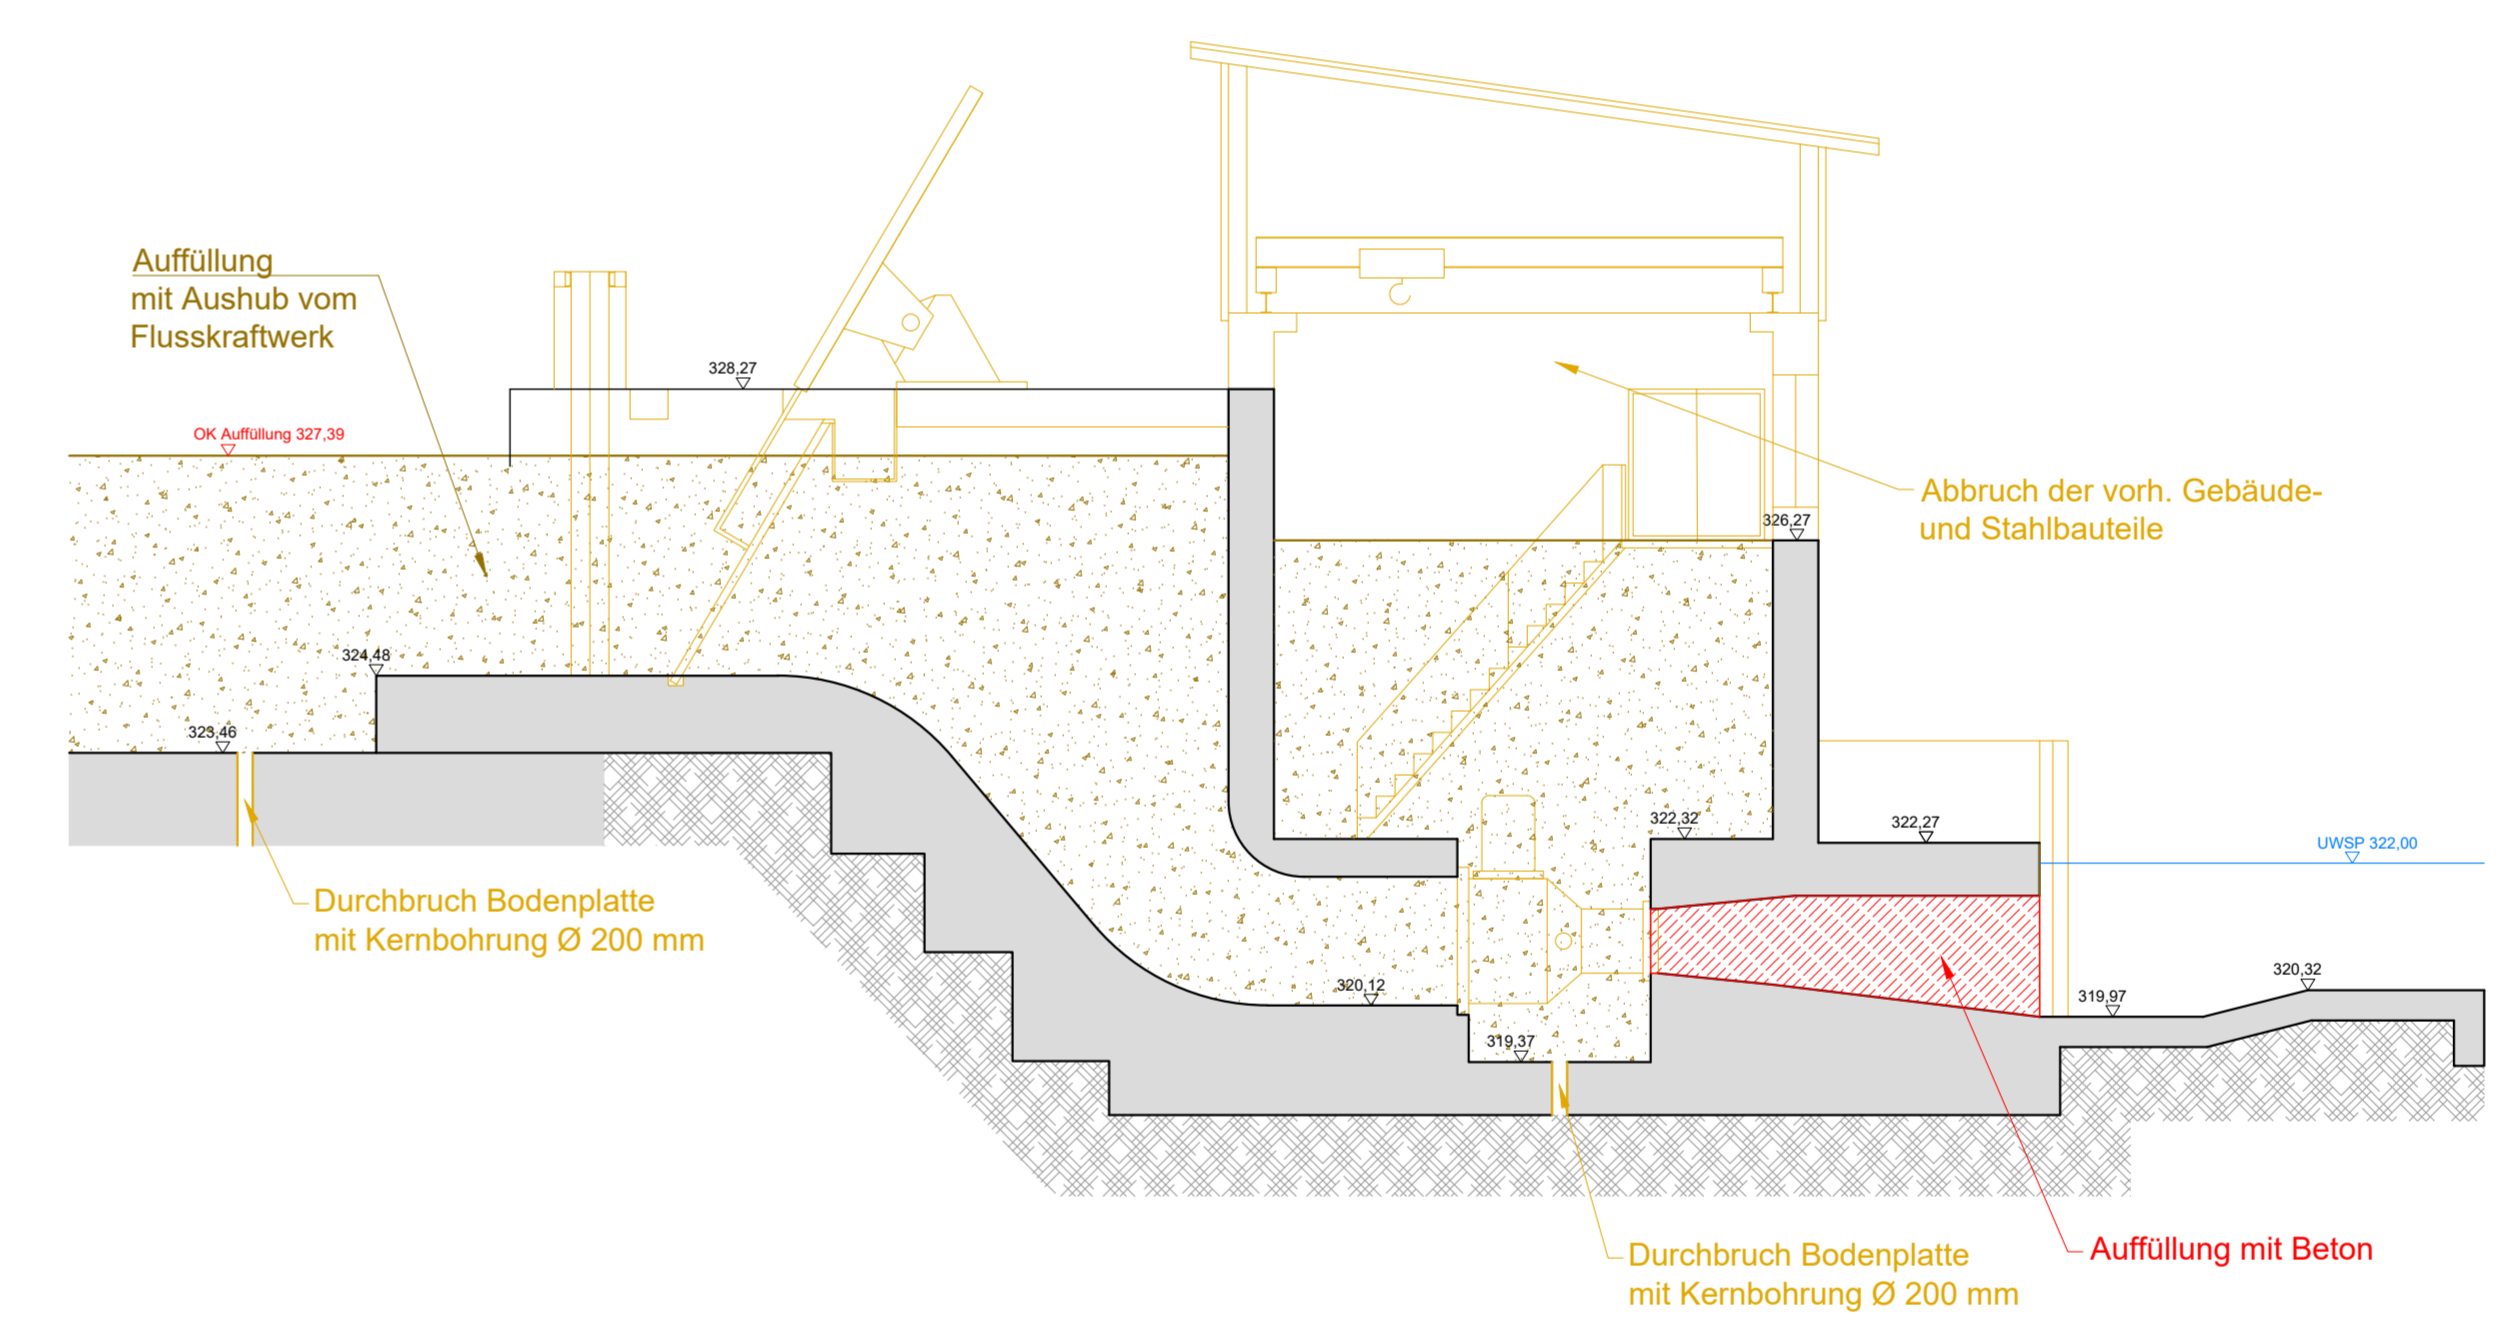 Auffüllung
mit Aushub vom
Flusskraftwerk
328,27
OK Auffüllung 327,39
Abbruch der vorh. Gebäude-
und Stahlbauteile
326,27
324,48
323,46
322,32
322,27
UWSP 322,00
Durchbruch Bodenplatte
mit Kernbohrung Ø 200 mm
320,12
319,37
319,97
320,32
Durchbruch Bodenplatte
mit Kernbohrung Ø 200 mm
Auffüllung mit Beton